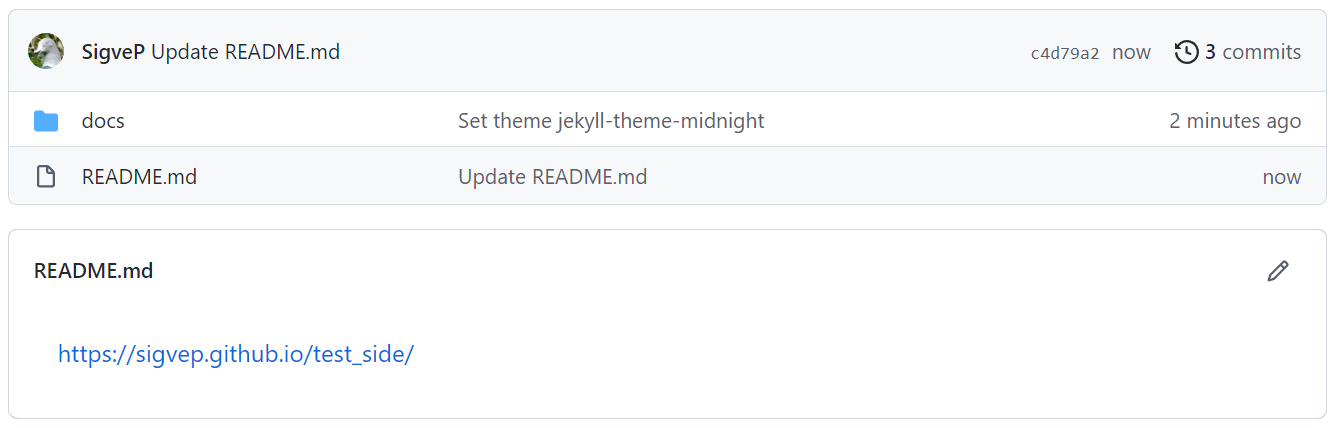 SigveP Update README.md c4d79a2 now 3 commits
docs Set theme jekyll-theme-midnight 2 minutes ago
README.md Update README.md now
README.md
https://sigvep.github.io/test_side/